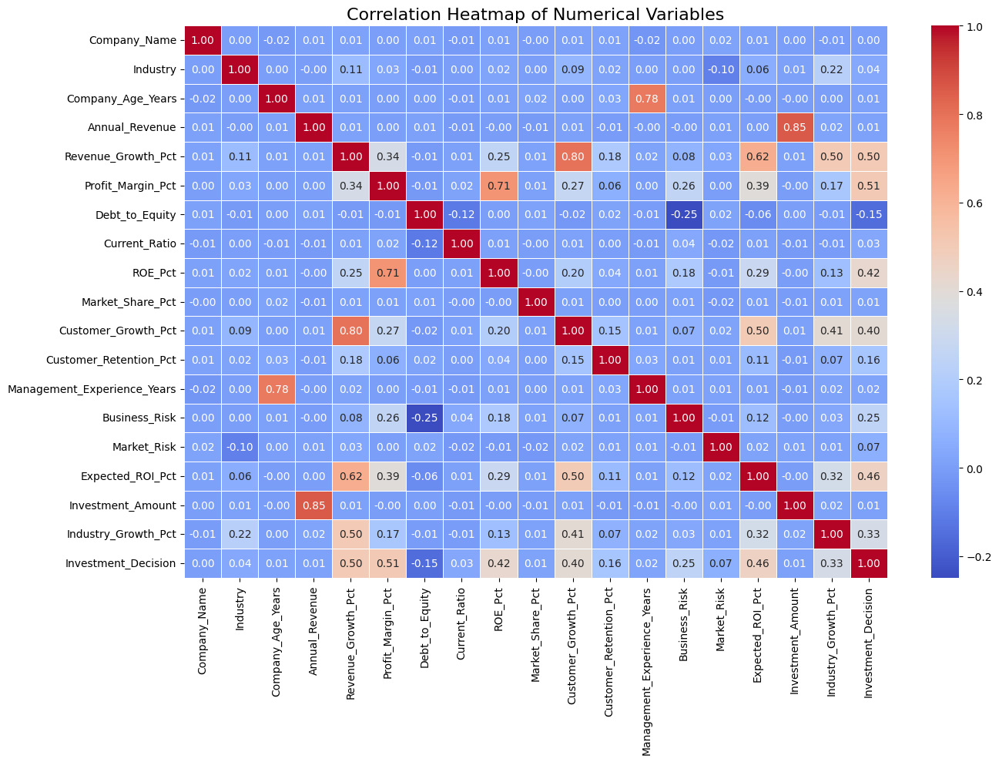 Correlation Heatmap of Numerical Variables
Company_Name 1.00 0.00 -0.02 0.01 0.01 0.00 0.01 -0.01 0.01 -0.00 0.01 0.01 -0.02 0.00 0.02 0.01 0.00 -0.01 0.00
Industry 0.00 1.00 0.00 -0.00 0.11 0.03 -0.01 0.00 0.02 0.00 0.09 0.02 0.00 0.00 -0.10 0.06 0.01 0.22 0.04
Company_Age_Years -0.02 0.00 1.00 0.01 0.01 0.00 0.00 -0.01 0.01 0.02 0.00 0.03 0.78 0.01 0.00 -0.00 -0.00 0.00 0.01
Annual_Revenue 0.01 -0.00 0.01 1.00 0.01 0.00 0.01 -0.01 -0.00 -0.01 0.01 -0.01 -0.00 -0.00 0.01 0.00 0.85 0.02 0.01
Revenue_Growth_Pct 0.01 0.11 0.01 0.01 1.00 0.34 -0.01 0.01 0.25 0.01 0.80 0.18 0.02 0.08 0.03 0.62 0.01 0.50 0.50
Profit_Margin_Pct 0.00 0.03 0.00 0.00 0.34 1.00 -0.01 0.02 0.71 0.01 0.27 0.06 0.00 0.26 0.00 0.39 -0.00 0.17 0.51
Debt_to_Equity 0.01 -0.01 0.00 0.01 -0.01 -0.01 1.00 -0.12 0.00 0.01 -0.02 0.02 -0.01 -0.25 0.02 -0.06 0.00 -0.01 -0.15
Current_Ratio -0.01 0.00 -0.01 -0.01 0.01 0.02 -0.12 1.00 0.01 -0.00 0.01 0.00 -0.01 0.04 -0.02 0.01 -0.01 -0.01 0.03
ROE_Pct 0.01 0.02 0.01 -0.00 0.25 0.71 0.00 0.01 1.00 -0.00 0.20 0.04 0.01 0.18 -0.01 0.29 -0.00 0.13 0.42
Market_Share_Pct -0.00 0.00 0.02 -0.01 0.01 0.01 0.01 -0.00 -0.00 1.00 0.01 0.00 0.00 0.01 -0.02 0.01 -0.01 0.01 0.01
Customer_Growth_Pct 0.01 0.09 0.00 0.01 0.80 0.27 -0.02 0.01 0.20 0.01 1.00 0.15 0.01 0.07 0.02 0.50 0.01 0.41 0.40
Customer_Retention_Pct 0.01 0.02 0.03 -0.01 0.18 0.06 0.02 0.00 0.04 0.00 0.15 1.00 0.03 0.01 0.01 0.11 -0.01 0.07 0.16
Management_Experience_Years -0.02 0.00 0.78 -0.00 0.02 0.00 -0.01 -0.01 0.01 0.00 0.01 0.03 1.00 0.01 0.01 0.01 -0.01 0.02 0.02
Business_Risk 0.00 0.00 0.01 -0.00 0.08 0.26 -0.25 0.04 0.18 0.01 0.07 0.01 0.01 1.00 -0.01 0.12 -0.00 0.03 0.25
Market_Risk 0.02 -0.10 0.00 0.01 0.03 0.00 0.02 -0.02 -0.01 -0.02 0.02 0.01 0.01 -0.01 1.00 0.02 0.01 0.01 0.07
Expected_ROI_Pct 0.01 0.06 -0.00 0.00 0.62 0.39 -0.06 0.01 0.29 0.01 0.50 0.11 0.01 0.12 0.02 1.00 -0.00 0.32 0.46
Investment_Amount 0.00 0.01 -0.00 0.85 0.01 -0.00 0.00 -0.01 -0.00 -0.01 0.01 -0.01 -0.01 -0.00 0.01 -0.00 1.00 0.02 0.01
Industry_Growth_Pct -0.01 0.22 0.00 0.02 0.50 0.17 -0.01 -0.01 0.13 0.01 0.41 0.07 0.02 0.03 0.01 0.32 0.02 1.00 0.33
Investment_Decision 0.00 0.04 0.01 0.01 0.50 0.51 -0.15 0.03 0.42 0.01 0.40 0.16 0.02 0.25 0.07 0.46 0.01 0.33 1.00
Company_Name
Industry
Company_Age_Years
Annual_Revenue
Revenue_Growth_Pct
Profit_Margin_Pct
Debt_to_Equity
Current_Ratio
ROE_Pct
Market_Share_Pct
Customer_Growth_Pct
Customer_Retention_Pct
Management_Experience_Years
Business_Risk
Market_Risk
Expected_ROI_Pct
Investment_Amount
Industry_Growth_Pct
Investment_Decision
1.0
0.8
0.6
0.4
0.2
0.0
−0.2